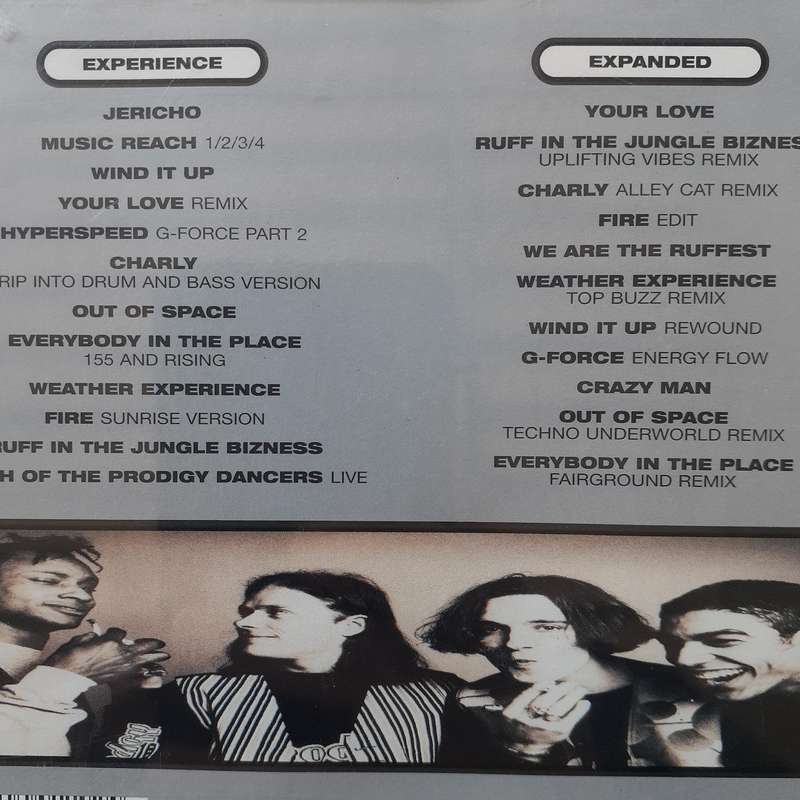 EXPERIENCE
JERICHO
MUSIC REACH 1/2/3/4
WIND IT UP
YOUR LOVE REMIX
HYPERSPEED G-FORCE PART 2
CHARLY
RIP INTO DRUM AND BASS VERSION
OUT OF SPACE
EVERYBODY IN THE PLACE
155 AND RISING
WEATHER EXPERIENCE
FIRE SUNRISE VERSION
RUFF IN THE JUNGLE BIZNESS
H OF THE PRODIGY DANCERS LIVE
EXPANDED
YOUR LOVE
RUFF IN THE JUNGLE BIZNES
UPLIFTING VIBES REMIX
CHARLY ALLEY CAT REMIX
FIRE EDIT
WE ARE THE RUFFEST
WEATHER EXPERIENCE
TOP BUZZ REMIX
WIND IT UP REWOUND
G-FORCE ENERGY FLOW
CRAZY MAN
OUT OF SPACE
TECHNO UNDERWORLD REMIX
EVERYBODY IN THE PLACE
FAIRGROUND REMIX